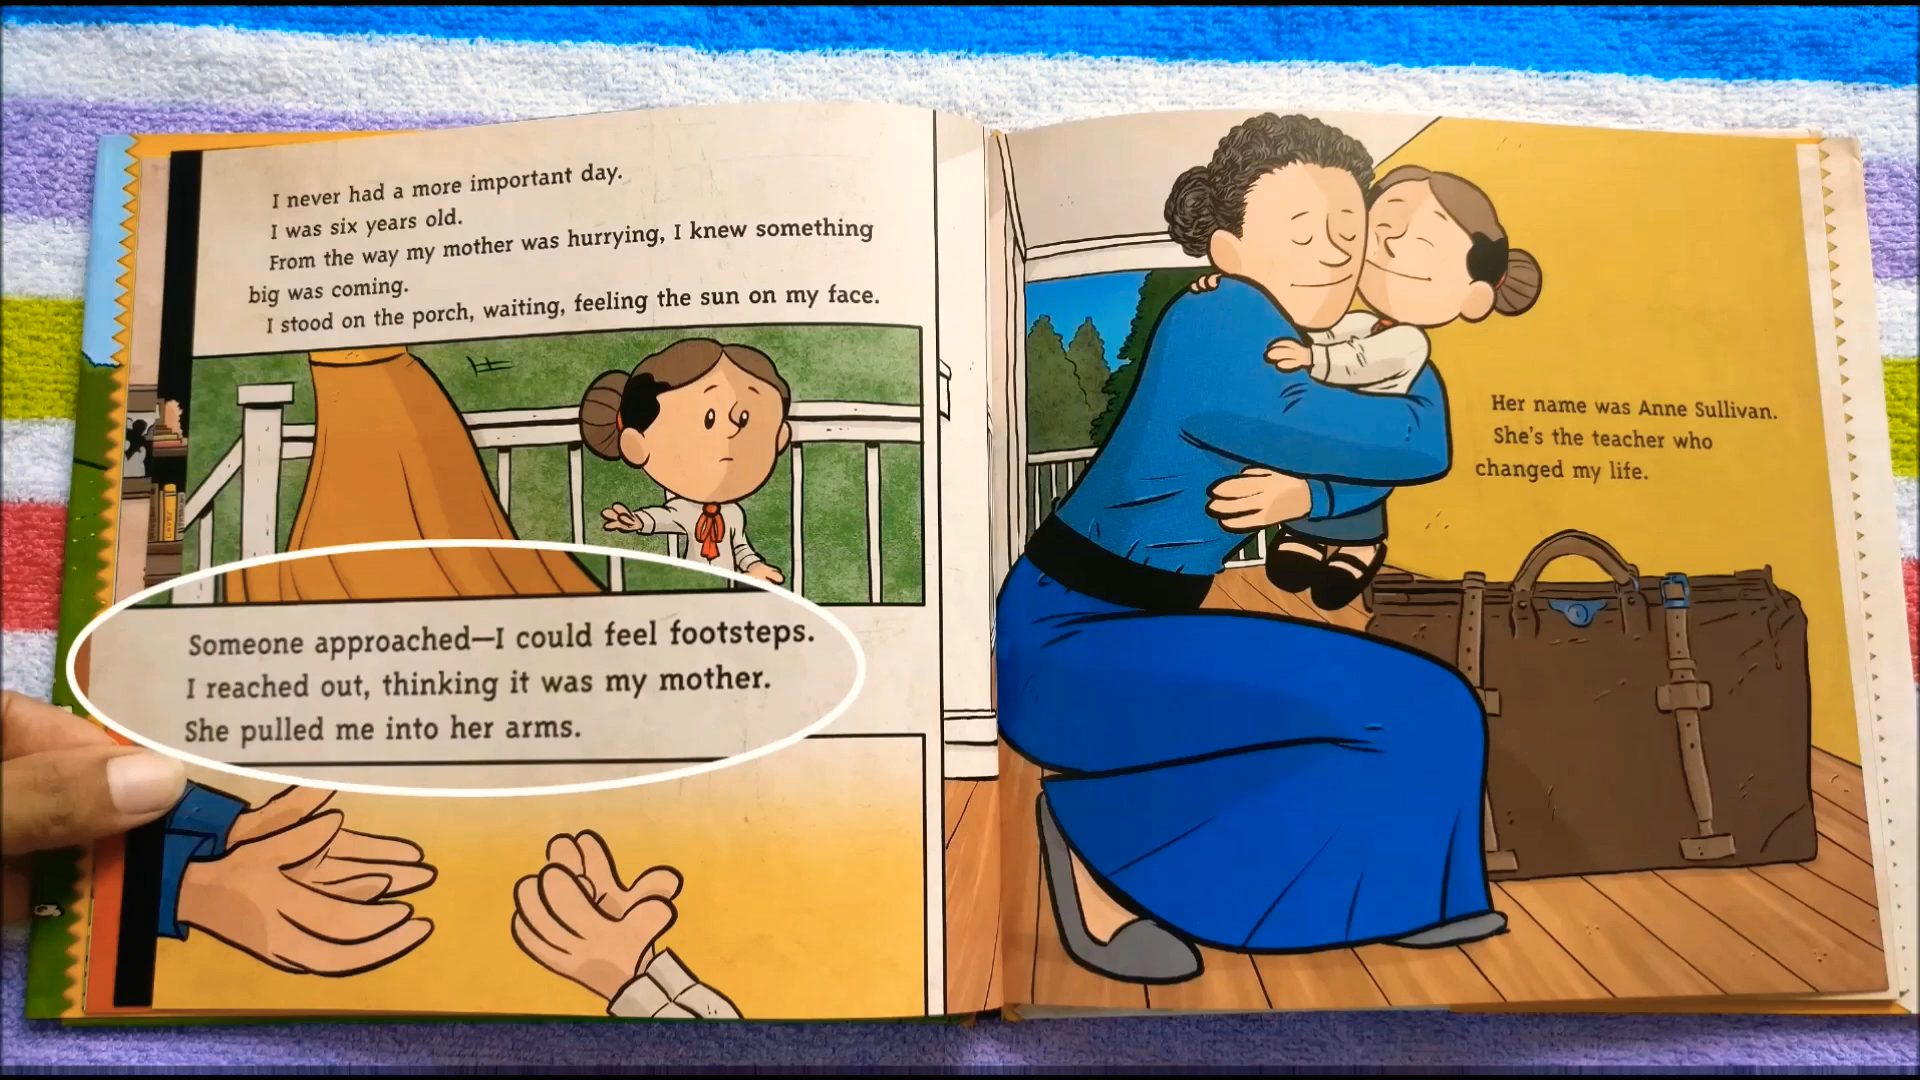 I never had a more important day.
I was six years old.
From the way my mother was hurrying, I knew something
big was coming.
I stood on the porch, waiting, feeling the sun on my face.
Someone approached—I could feel footsteps.
I reached out, thinking it was my mother.
She pulled me into her arms.
Her name was Anne Sullivan.
She's the teacher who
changed my life.